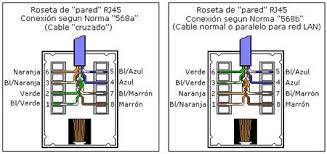 Roseta de "pared" RJ45
Conexión segun Norma "568a"
(Cable "cruzado")
Naranja 6 5 Bl/Azul
Bl/Naranja 3 4 Azul
Verde 2 7 Bl/Marrón
Bl/Verde 1 8 Marrón
Roseta de "pared" RJ45
Conexión segun Norma "568b"
(Cable normal o paralelo para red LAN)
Verde 6 5 Bl/Azul
Bl/Verde 3 4 Azul
Naranja 2 7 Bl/Marrón
Bl/Naranja 1 8 Marrón